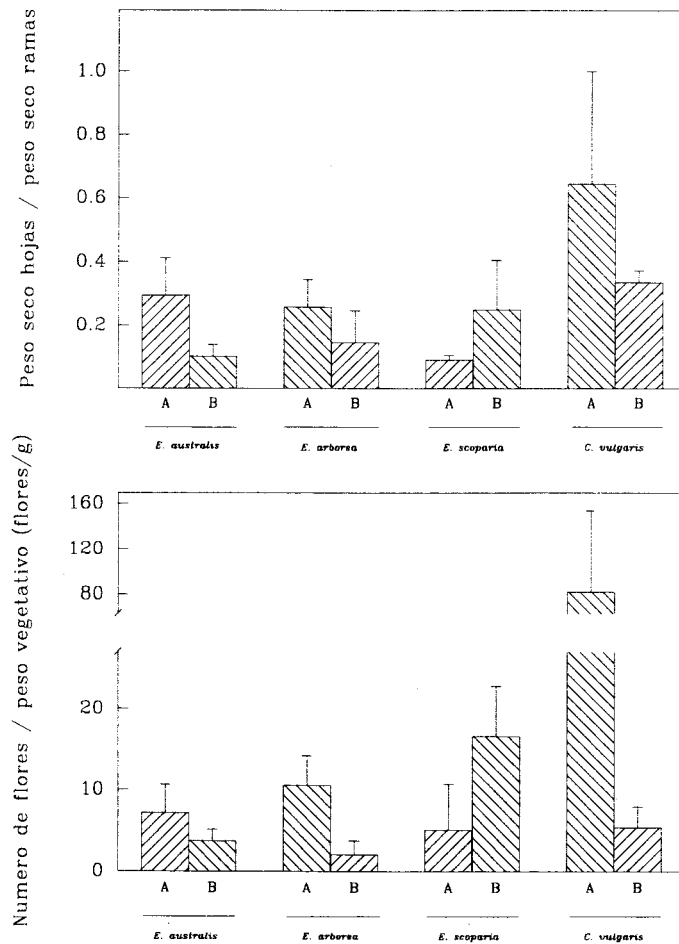 Peso seco hojas / peso seco ramas
1.0
0.8
0.6
0.4
0.2
A B A B A B A B
E. australis E. arborea E. scoparia C. vulgaris
Numero de flores / peso vegetativo (flores/g)
160
120
80
20
10
0
A B A B A B A B
E. australis E. arborea E. scoparia C. vulgaris